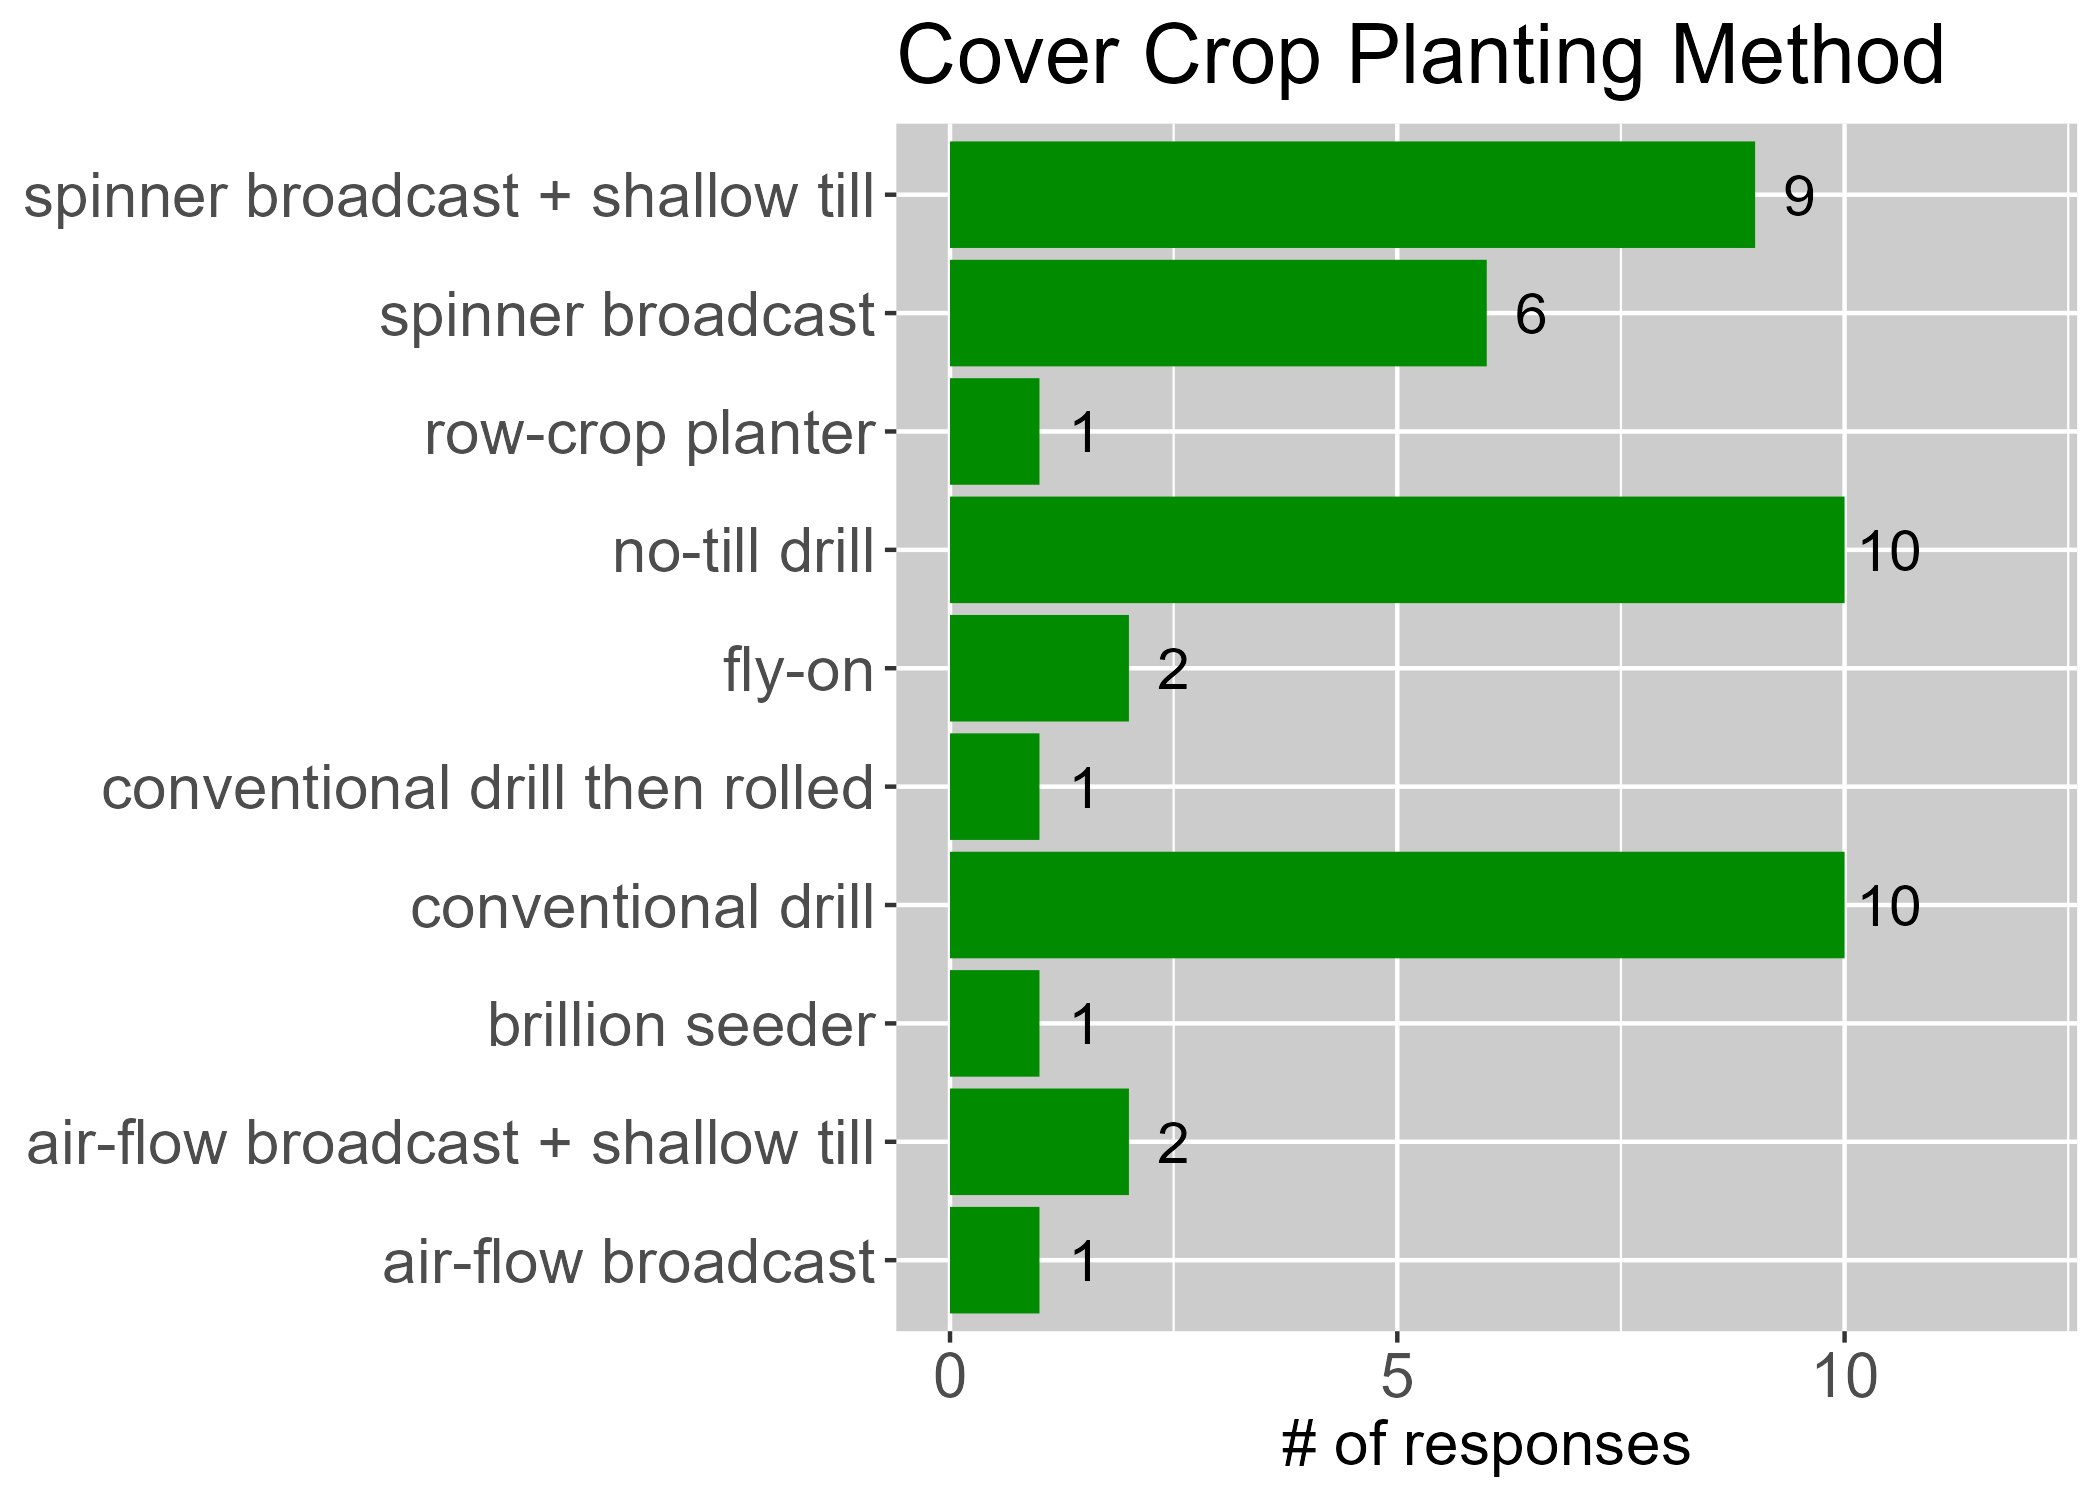 Cover Crop Planting Method
spinner broadcast + shallow till 9
spinner broadcast 6
row-crop planter 1
no-till drill 10
fly-on 2
conventional drill then rolled 1
conventional drill 10
brillion seeder 1
air-flow broadcast + shallow till 2
air-flow broadcast 1
0 5 10
# of responses